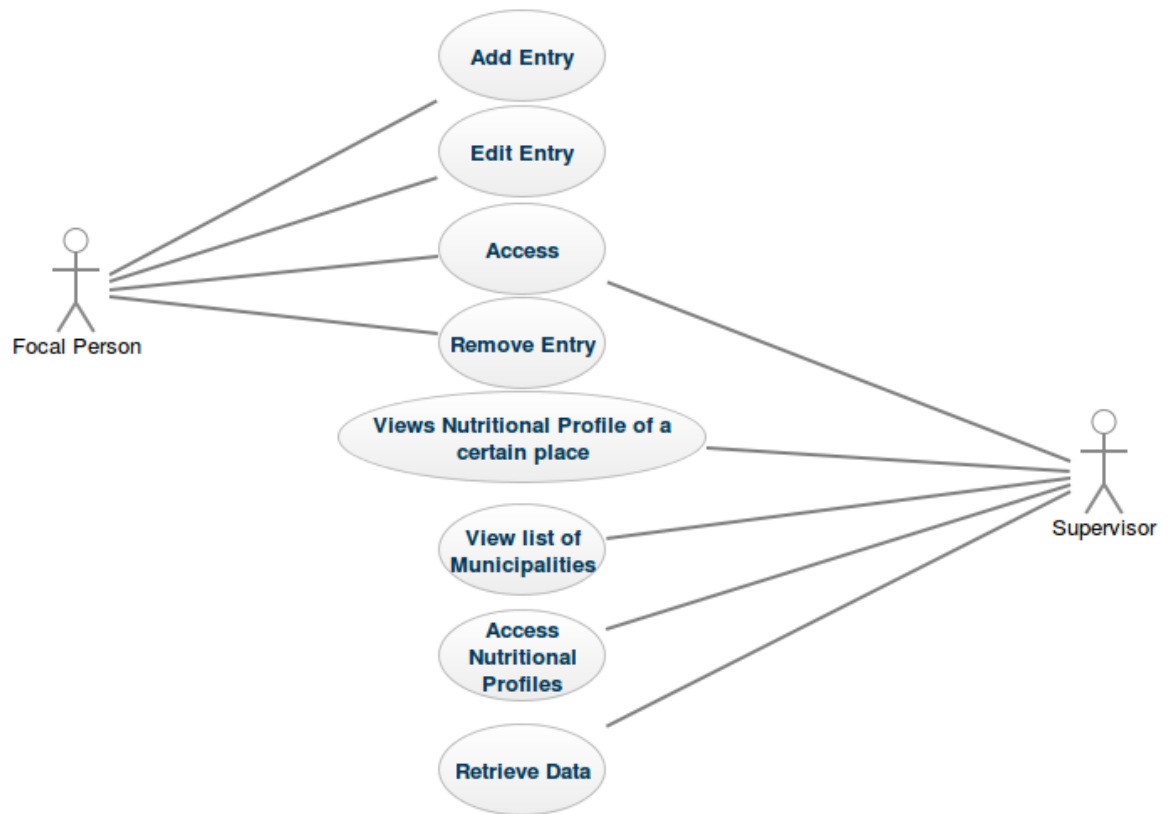 Add Entry
Edit Entry
Access
Focal Person
Remove Entry
Views Nutritional Profile of a
certain place
Supervisor
View list of
Municipalities
Access
Nutritional
Profiles
Retrieve Data